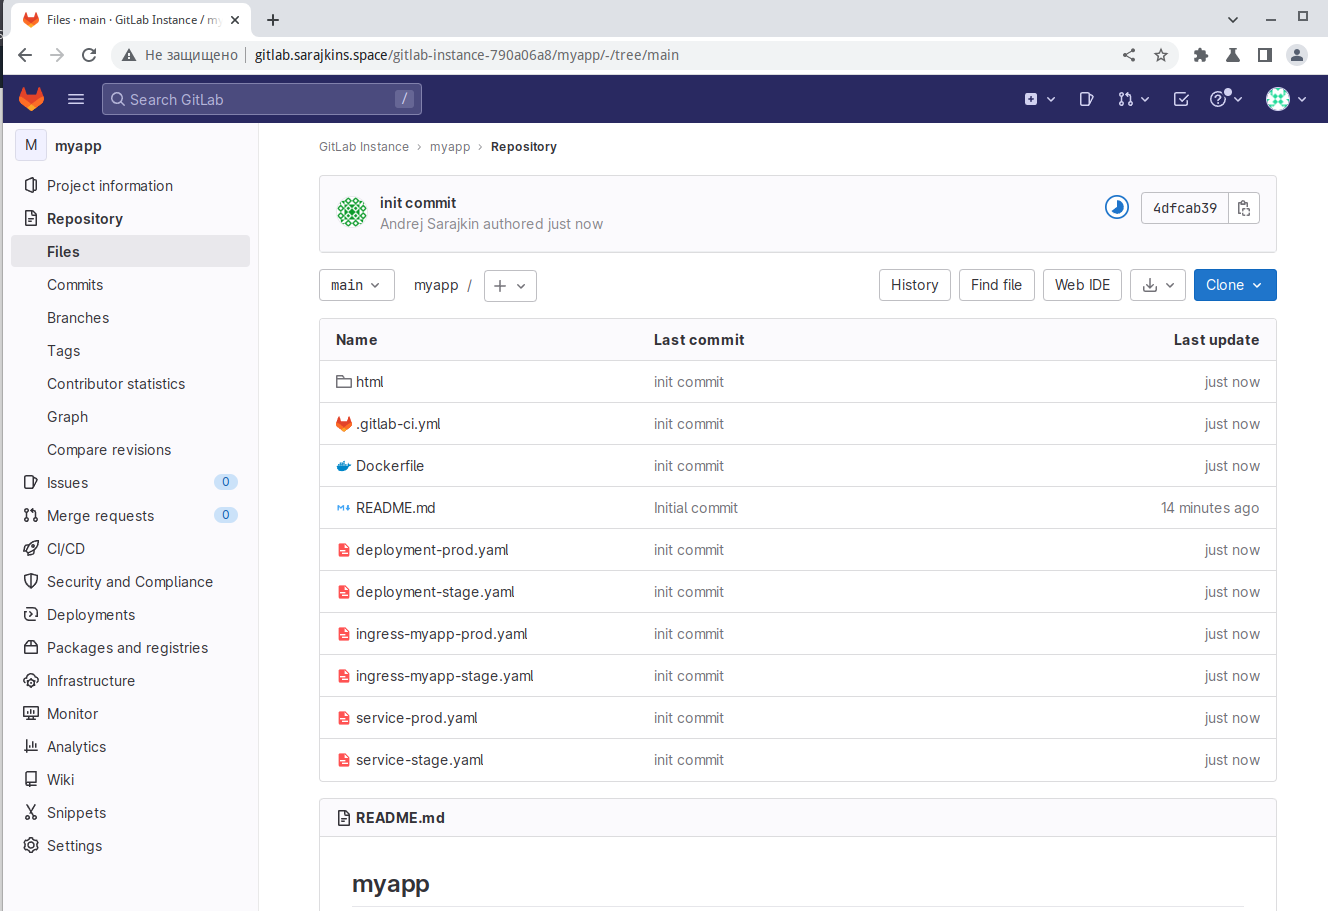 Files · main · GitLab Instance / my
Не защищено
gitlab.sarajkins.space/gitlab-instance-790a06a8/myapp/-/tree/main
Search GitLab /
M myapp
Project information
Repository
Files
Commits
Branches
Tags
Contributor statistics
Graph
Compare revisions
Issues 0
Merge requests 0
CI/CD
Security and Compliance
Deployments
Packages and registries
Infrastructure
Monitor
Analytics
Wiki
Snippets
Settings
GitLab Instance › myapp › Repository
init commit
Andrej Sarajkin authored just now
4dfcab39
main myapp / + History Find file Web IDE Clone
Name Last commit Last update
html init commit just now
.gitlab-ci.yml init commit just now
Dockerfile init commit just now
README.md Initial commit 14 minutes ago
deployment-prod.yaml init commit just now
deployment-stage.yaml init commit just now
ingress-myapp-prod.yaml init commit just now
ingress-myapp-stage.yaml init commit just now
service-prod.yaml init commit just now
service-stage.yaml init commit just now
README.md
myapp